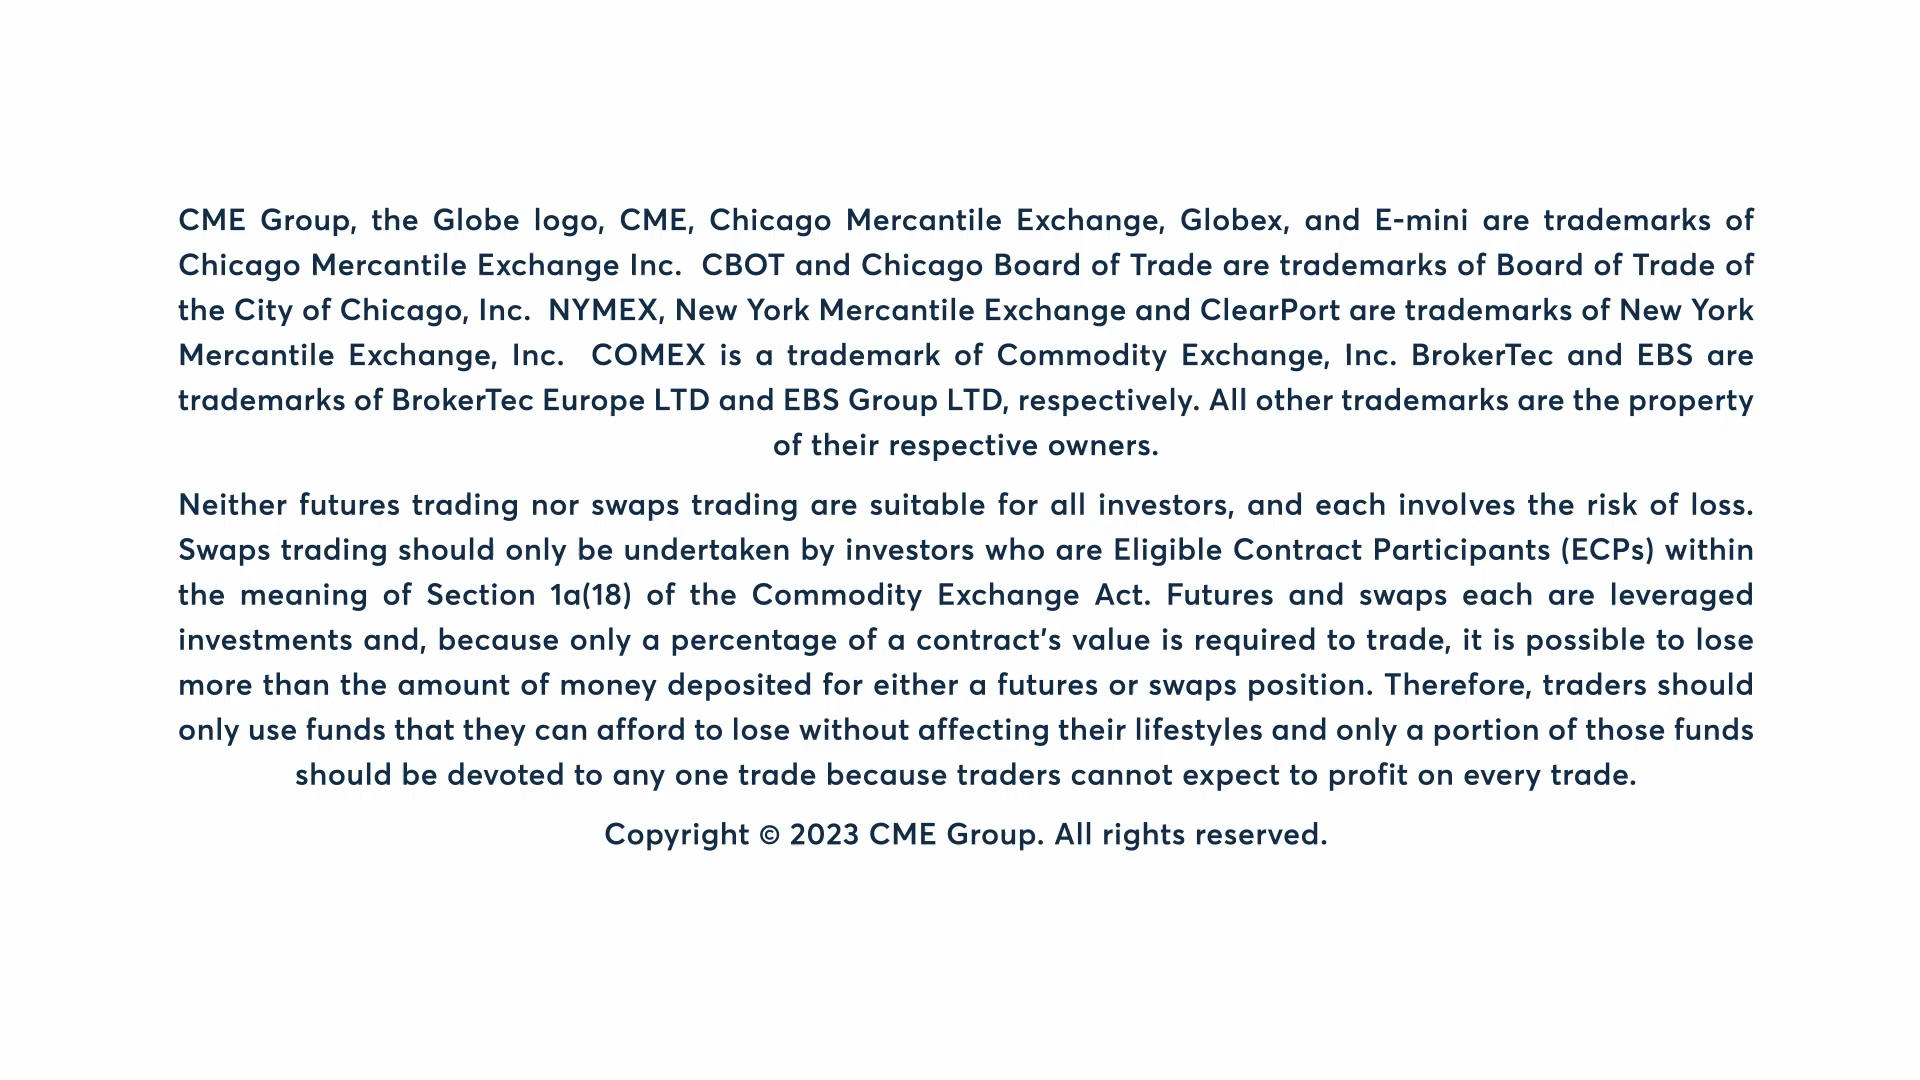 CME Group, the Globe logo, CME, Chicago Mercantile Exchange, Globex, and E-mini are trademarks of
Chicago Mercantile Exchange Inc.  CBOT and Chicago Board of Trade are trademarks of Board of Trade of
the City of Chicago, Inc.  NYMEX, New York Mercantile Exchange and ClearPort are trademarks of New York
Mercantile Exchange, Inc.  COMEX is a trademark of Commodity Exchange, Inc. BrokerTec and EBS are
trademarks of BrokerTec Europe LTD and EBS Group LTD, respectively. All other trademarks are the property
of their respective owners.
Neither futures trading nor swaps trading are suitable for all investors, and each involves the risk of loss.
Swaps trading should only be undertaken by investors who are Eligible Contract Participants (ECPs) within
the meaning of Section 1a(18) of the Commodity Exchange Act. Futures and swaps each are leveraged
investments and, because only a percentage of a contract's value is required to trade, it is possible to lose
more than the amount of money deposited for either a futures or swaps position. Therefore, traders should
only use funds that they can afford to lose without affecting their lifestyles and only a portion of those funds
should be devoted to any one trade because traders cannot expect to profit on every trade.
Copyright © 2023 CME Group. All rights reserved.